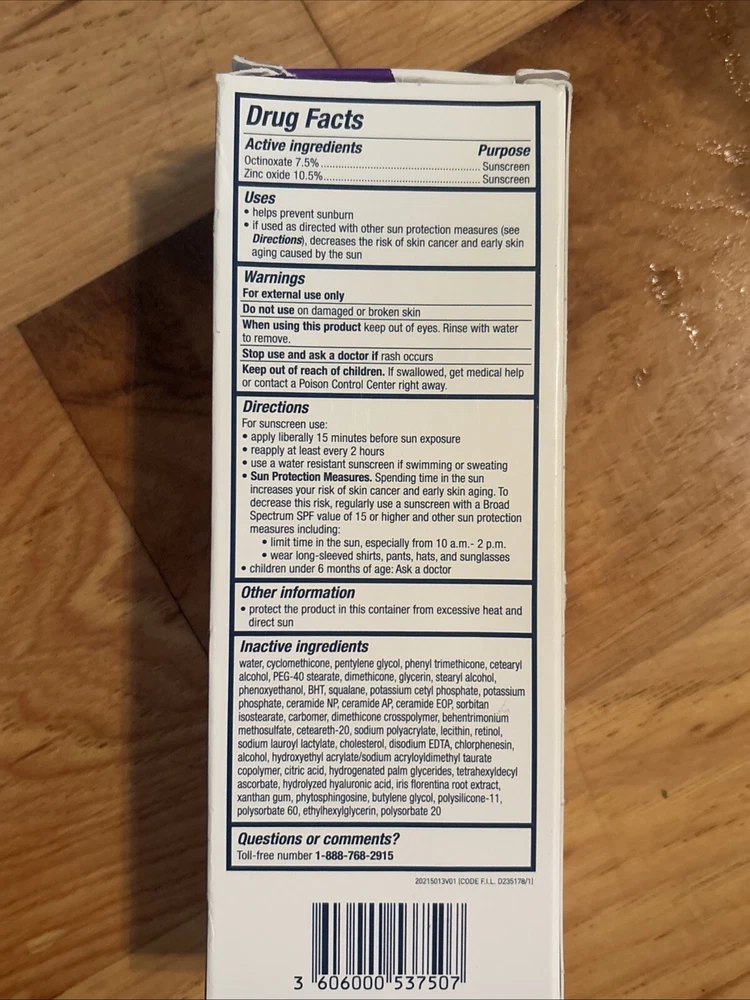 Drug Facts
Active ingredients Purpose
Octinoxate 7.5%........................................ Sunscreen
Zinc oxide 10.5%........................................ Sunscreen
Uses
• helps prevent sunburn
• if used as directed with other sun protection measures (see
Directions), decreases the risk of skin cancer and early skin
aging caused by the sun
Warnings
For external use only
Do not use on damaged or broken skin
When using this product keep out of eyes. Rinse with water
to remove.
Stop use and ask a doctor if rash occurs
Keep out of reach of children. If swallowed, get medical help
or contact a Poison Control Center right away.
Directions
For sunscreen use:
• apply liberally 15 minutes before sun exposure
• reapply at least every 2 hours
• use a water resistant sunscreen if swimming or sweating
• Sun Protection Measures. Spending time in the sun
increases your risk of skin cancer and early skin aging. To
decrease this risk, regularly use a sunscreen with a Broad
Spectrum SPF value of 15 or higher and other sun protection
measures including:
• limit time in the sun, especially from 10 a.m.- 2 p.m.
• wear long-sleeved shirts, pants, hats, and sunglasses
• children under 6 months of age: Ask a doctor
Other information
• protect the product in this container from excessive heat and
direct sun
Inactive ingredients
water, cyclomethicone, pentylene glycol, phenyl trimethicone, cetearyl
alcohol, PEG-40 stearate, dimethicone, glycerin, stearyl alcohol,
phenoxyethanol, BHT, squalane, potassium cetyl phosphate, potassium
phosphate, ceramide NP, ceramide AP, ceramide EOP, sorbitan
isostearate, carbomer, dimethicone crosspolymer, behentrimonium
methosulfate, ceteareth-20, sodium polyacrylate, lecithin, retinol,
sodium lauroyl lactylate, cholesterol, disodium EDTA, chlorphenesin,
alcohol, hydroxyethyl acrylate/sodium acryloyldimethyl taurate
copolymer, citric acid, hydrogenated palm glycerides, tetrahexyldecyl
ascorbate, hydrolyzed hyaluronic acid, iris florentina root extract,
xanthan gum, phytosphingosine, butylene glycol, polysilicone-11,
polysorbate 60, ethylhexylglycerin, polysorbate 20
Questions or comments?
Toll-free number 1-888-768-2915
20215013V01 (CODE F.I.L. D235178/1)
3 606000 537507